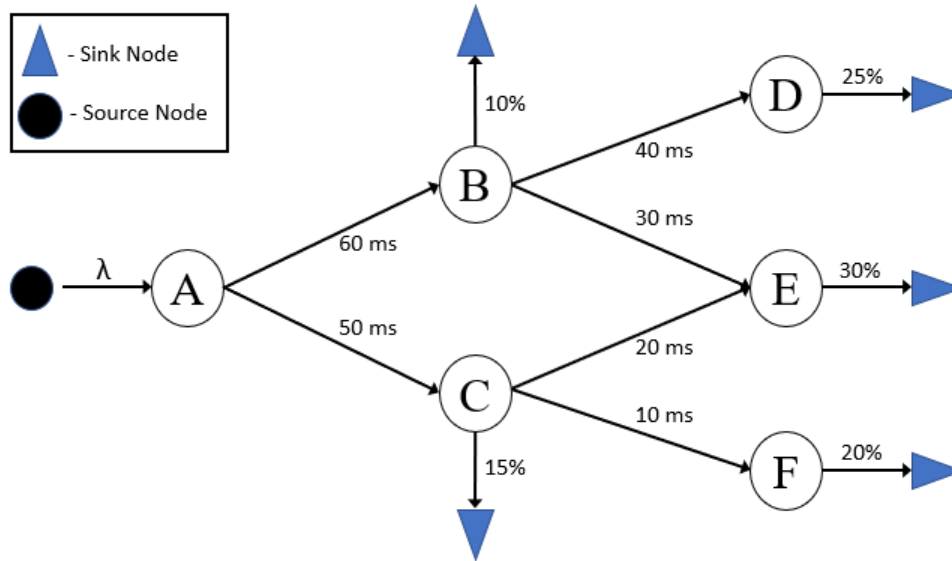 - Sink Node
- Source Node
10%
25%
D
B
40 ms
30 ms
60 ms
λ
A
30%
E
50 ms
20 ms
C
10 ms
15%
20%
F